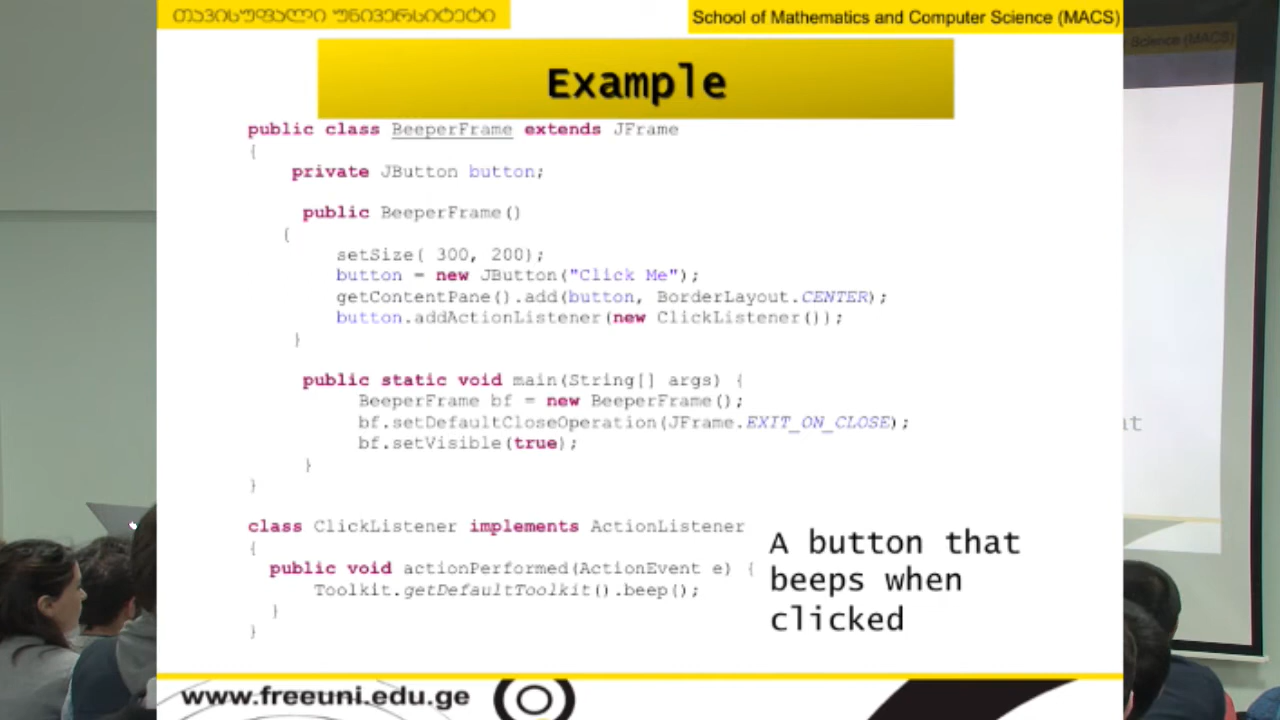 თავისუფალი უნივერსიტეტი
School of Mathematics and Computer Science (MACS)
Science (MACS)
Example
public class BeeperFrame extends JFrame
{
private JButton button;
public BeeperFrame()
{
setSize( 300, 200);
button = new JButton("Click Me");
getContentPane().add(button, BorderLayout.CENTER);
button.addActionListener(new ClickListener());
}
public static void main(String[] args) {
BeeperFrame bf = new BeeperFrame();
bf.setDefaultCloseOperation(JFrame.EXIT_ON_CLOSE);
bf.setVisible(true);
}
}
class ClickListener implements ActionListener
{
public void actionPerformed(ActionEvent e) {
Toolkit.getDefaultToolkit().beep();
}
}
A button that
beeps when
clicked
www.freeuni.edu.ge